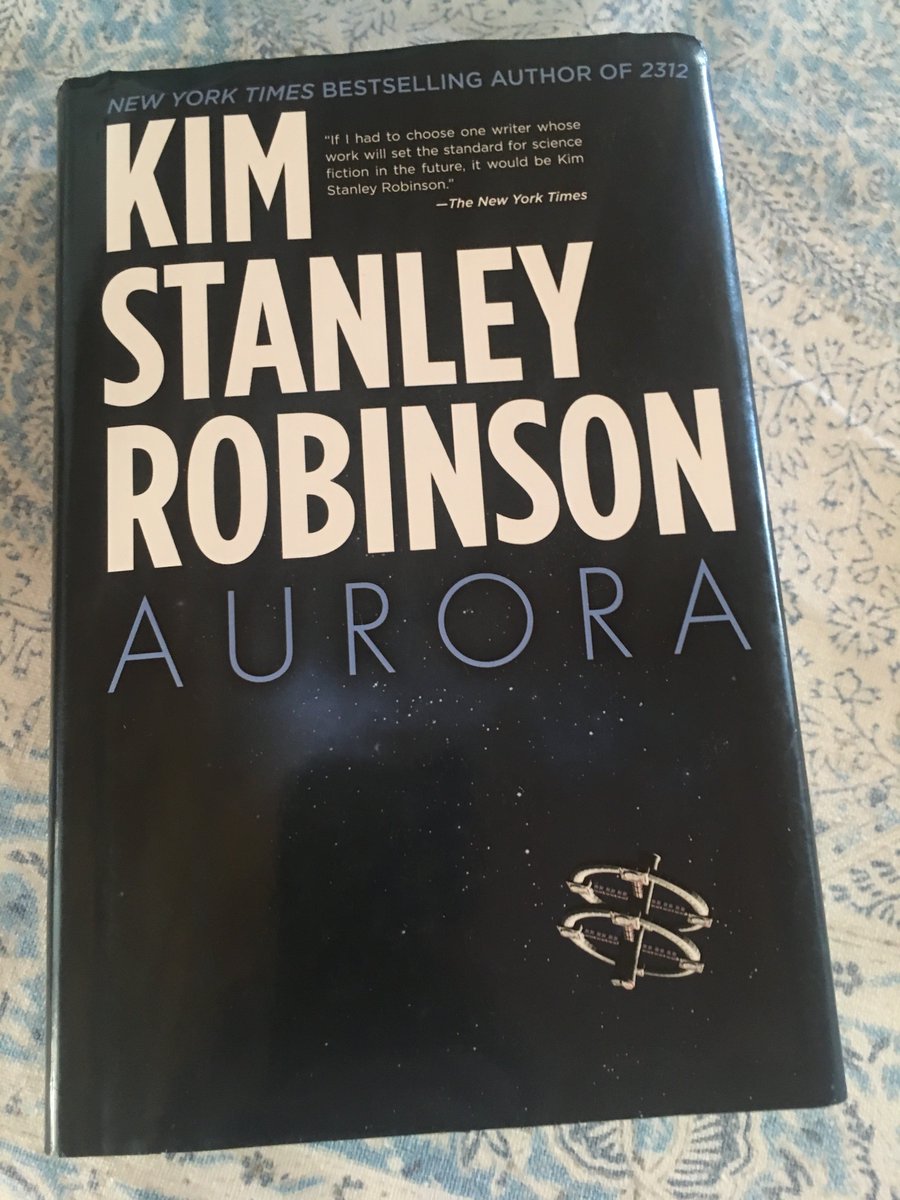 NEW YORK TIMES BESTSELLING AUTHOR OF 2312
KIM
"If I had to choose one writer whose
work will set the standard for science
fiction in the future, it would be Kim
Stanley Robinson."
—The New York Times
STANLEY
ROBINSON
AURORA